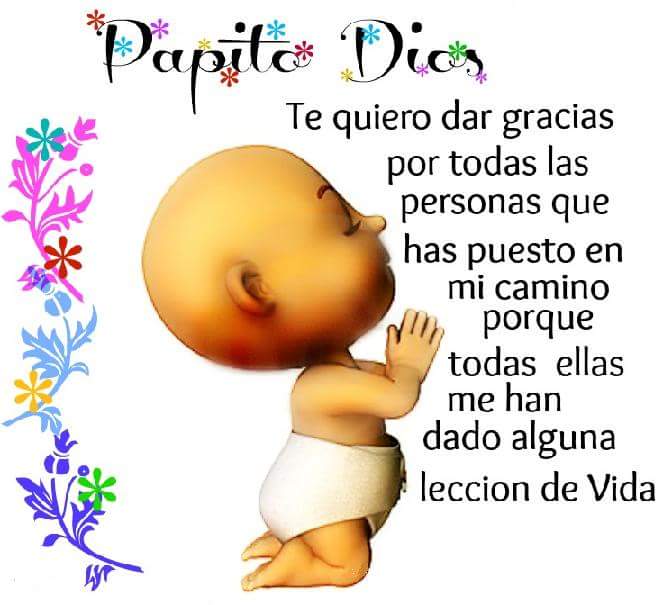 Papito Dios
Te quiero dar gracias
por todas las
personas que
has puesto en
mi camino
porque
todas ellas
me han
dado alguna
leccion de Vida